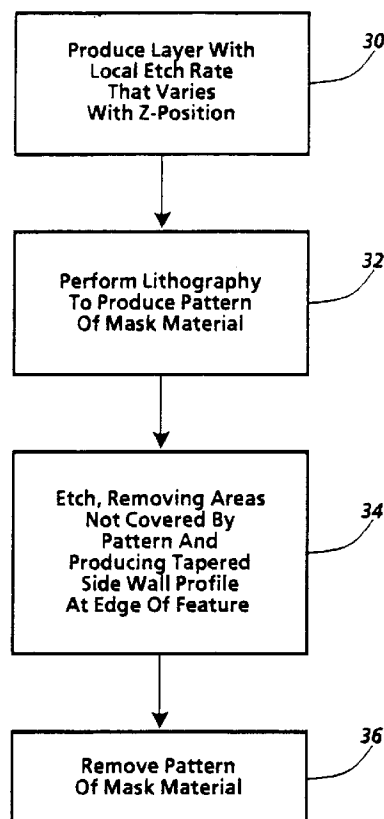 Produce Layer With
Local Etch Rate
That Varies
With Z-Position
30
Perform Lithography
To Produce Pattern
Of Mask Material
32
Etch, Removing Areas
Not Covered By
Pattern And
Producing Tapered
Side Wall Profile
At Edge Of Feature
34
Remove Pattern
Of Mask Material
36